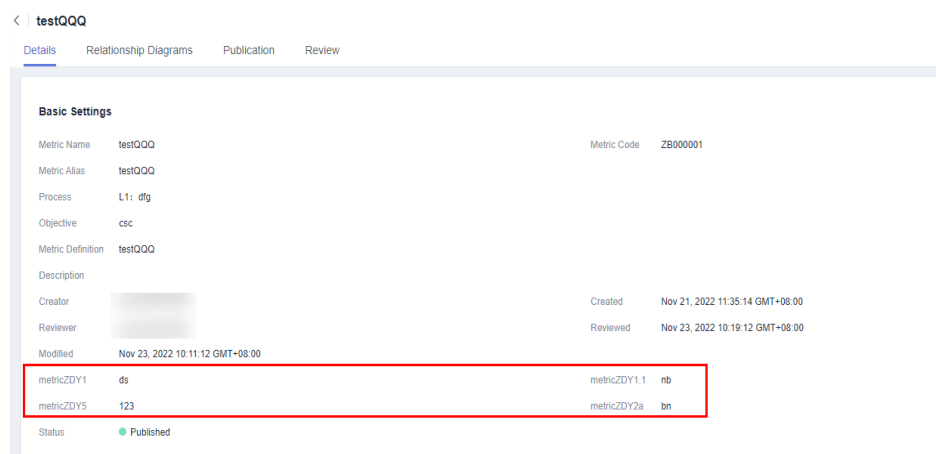 testQQQ
Details Relationship Diagrams Publication Review
Basic Settings
Metric Name testQQQ Metric Code ZB000001
Metric Alias testQQQ
Process L1: dfg
Objective csc
Metric Definition testQQQ
Description
Creator Created Nov 21, 2022 11:35:14 GMT+08:00
Reviewer Reviewed Nov 23, 2022 10:19:12 GMT+08:00
Modified Nov 23, 2022 10:11:12 GMT+08:00
metricZDY1 ds metricZDY1.1 nb
metricZDY5 123 metricZDY2a bn
Status Published